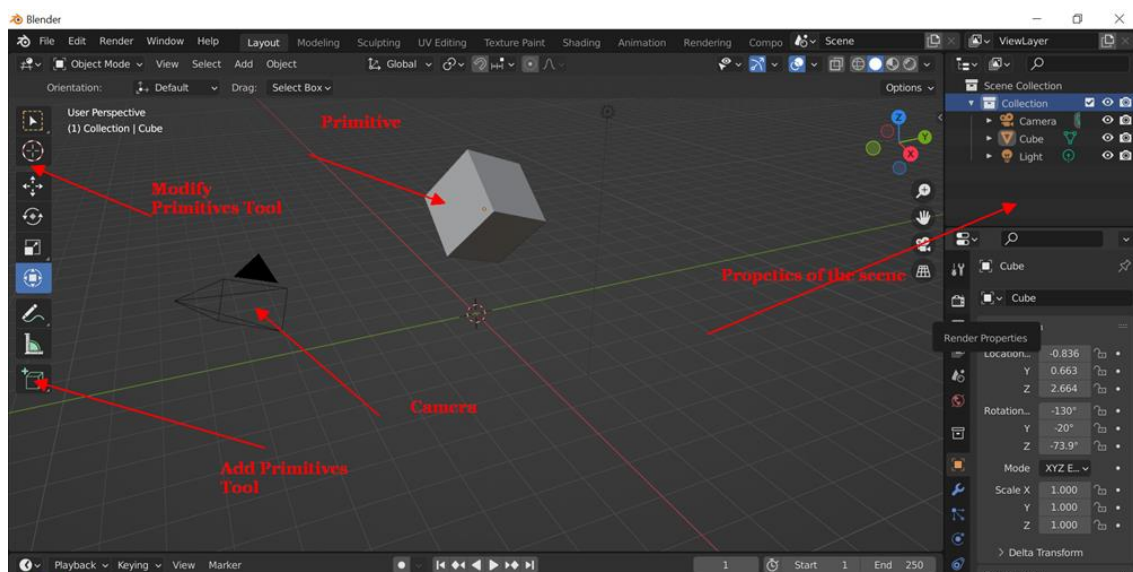 Blender
File Edit Render Window Help Layout Modeling Sculpting UV Editing Texture Paint Shading Animation Rendering Compo Scene ViewLayer
Object Mode View Select Add Object Global
Orientation: Default Drag: Select Box Options
User Perspective
(1) Collection | Cube
Primitive
Modify
Primitives Tool
Propetics of the scene
Camera
Add Primitives
Tool
Z
Y
X
Scene Collection
Collection
Camera
Cube
Light
Cube
Cube
Render Properties
Location... -0.836
Y 0.663
Z 2.664
Rotation... -130°
Y -20°
Z -73.9°
Mode XYZ E...
Scale X 1.000
Y 1.000
Z 1.000
Delta Transform
Playback Keying View Marker 1 Start 1 End 250